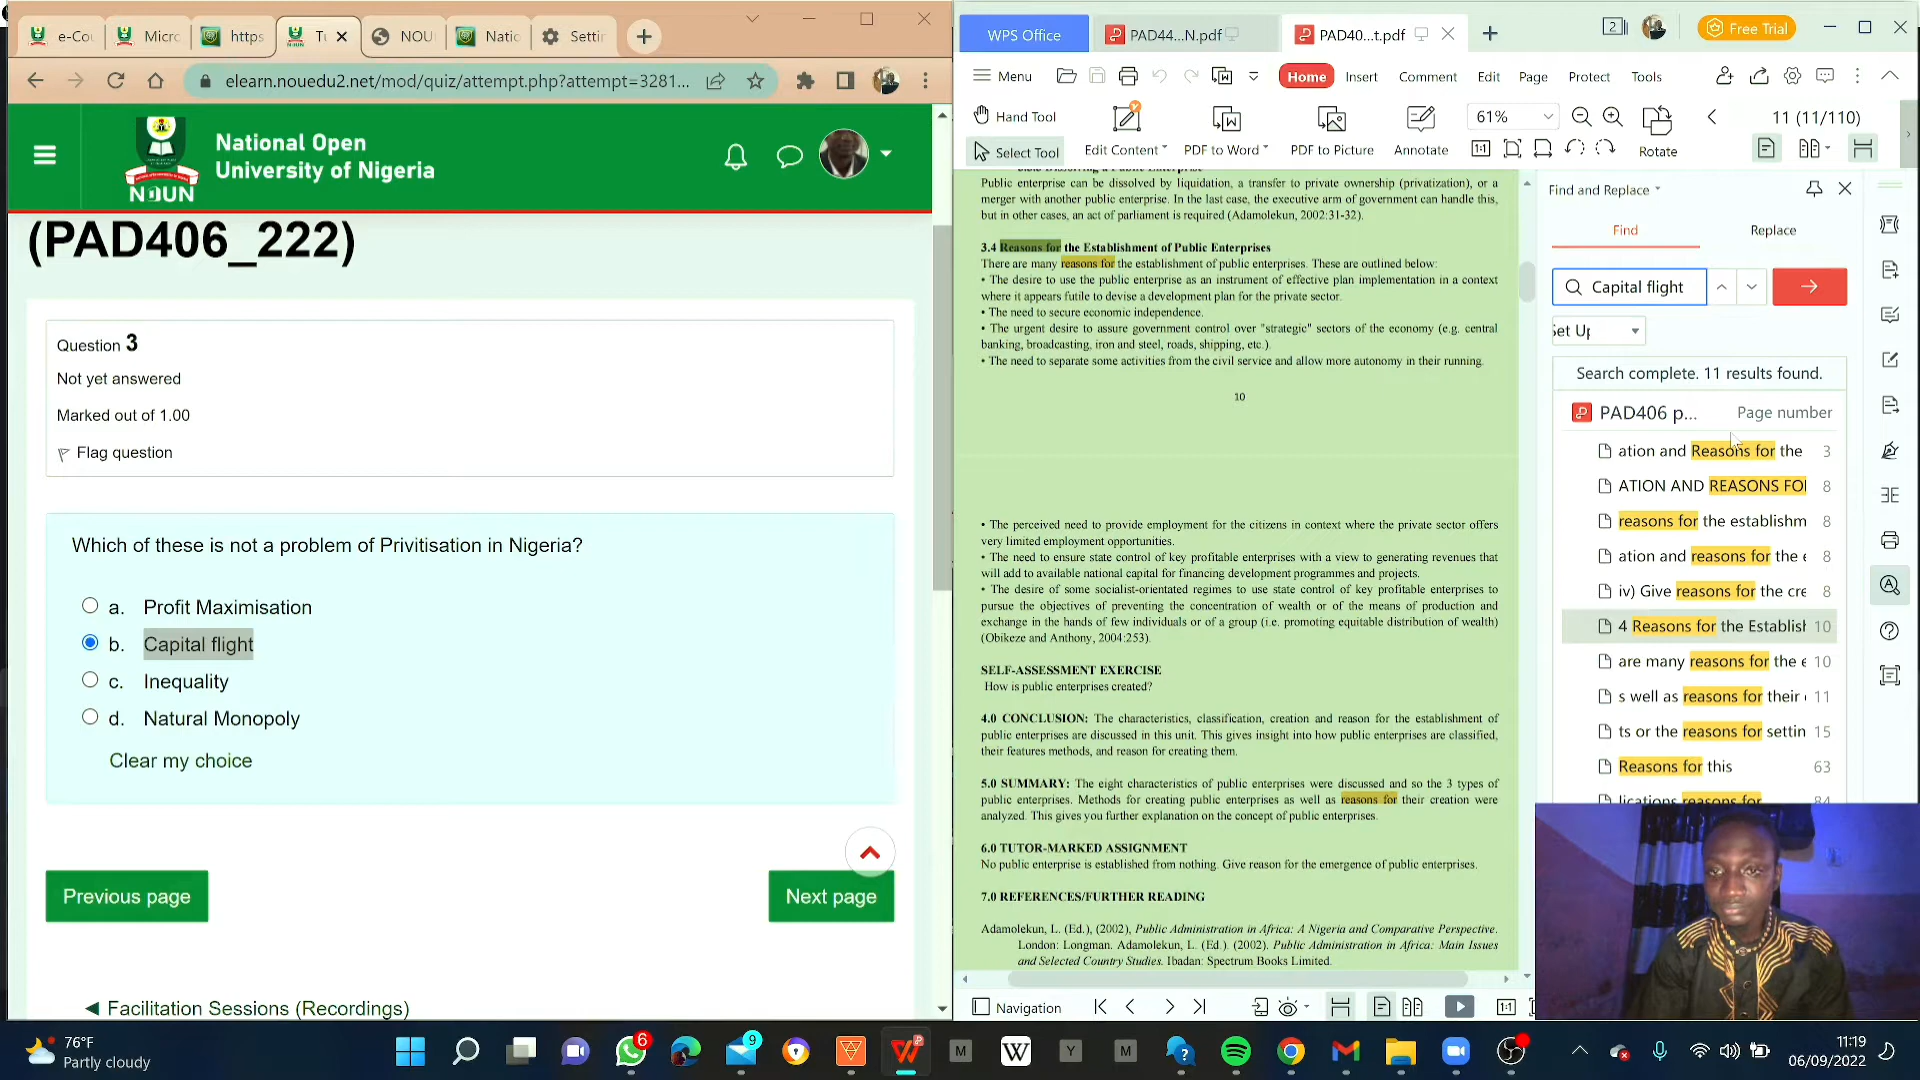 e-Cou
Micro
https
Tu
NOU
Natio
Settin
elearn.nouedu2.net/mod/quiz/attempt.php?attempt=3281...
National Open
University of Nigeria
NOUN
(PAD406_222)
Question 3
Not yet answered
Marked out of 1.00
Flag question
Which of these is not a problem of Privitisation in Nigeria?
a. Profit Maximisation
b. Capital flight
c. Inequality
d. Natural Monopoly
Clear my choice
Previous page
Next page
◄ Facilitation Sessions (Recordings)
WPS Office
PAD44...N.pdf
PAD40...t.pdf
2
Free Trial
Menu
Home
Insert
Comment
Edit
Page
Protect
Tools
Hand Tool
Select Tool
Edit Content
PDF to Word
PDF to Picture
Annotate
61%
11 (11/110)
Rotate
Public enterprise can be dissolved by liquidation, a transfer to private ownership (privatization), or a
merger with another public enterprise. In the last case, the executive arm of government can handle this,
but in other cases, an act of parliament is required (Adamolekun, 2002:31-32).
3.4 Reasons for the Establishment of Public Enterprises
There are many reasons for the establishment of public enterprises. These are outlined below:
• The desire to use the public enterprise as an instrument of effective plan implementation in a context
where it appears futile to devise a development plan for the private sector.
• The need to secure economic independence.
• The urgent desire to assure government control over "strategic" sectors of the economy (e.g. central
banking, broadcasting, iron and steel, roads, shipping, etc.).
• The need to separate some activities from the civil service and allow more autonomy in their running.
10
• The perceived need to provide employment for the citizens in context where the private sector offers
very limited employment opportunities.
• The need to ensure state control of key profitable enterprises with a view to generating revenues that
will add to available national capital for financing development programmes and projects.
• The desire of some socialist-orientated regimes to use state control of key profitable enterprises to
pursue the objectives of preventing the concentration of wealth or of the means of production and
exchange in the hands of few individuals or of a group (i.e. promoting equitable distribution of wealth)
(Obikeze and Anthony, 2004:253).
SELF-ASSESSMENT EXERCISE
How is public enterprises created?
4.0 CONCLUSION: The characteristics, classification, creation and reason for the establishment of
public enterprises are discussed in this unit. This gives insight into how public enterprises are classified,
their features methods, and reason for creating them.
5.0 SUMMARY: The eight characteristics of public enterprises were discussed and so the 3 types of
public enterprises. Methods for creating public enterprises as well as reasons for their creation were
analyzed. This gives you further explanation on the concept of public enterprises.
6.0 TUTOR-MARKED ASSIGNMENT
No public enterprise is established from nothing. Give reason for the emergence of public enterprises.
7.0 REFERENCES/FURTHER READING
Adamolekun, L. (Ed.), (2002), Public Administration in Africa: A Nigeria and Comparative Perspective.
London: Longman. Adamolekun, L. (Ed.). (2002). Public Administration in Africa: Main Issues
and Selected Country Studies. Ibadan: Spectrum Books Limited.
Navigation
Find and Replace
Find
Replace
Capital flight
Set Up
Search complete. 11 results found.
PAD406 p...
Page number
ation and Reasons for the 3
ATION AND REASONS FOR 8
reasons for the establishm 8
ation and reasons for the e 8
iv) Give reasons for the cre 8
4 Reasons for the Establish 10
are many reasons for the e 10
s well as reasons for their 11
ts or the reasons for settin 15
Reasons for this 63
lications reasons for 84
76°F
Partly cloudy
6
9
M
W
Y
M
11:19
06/09/2022